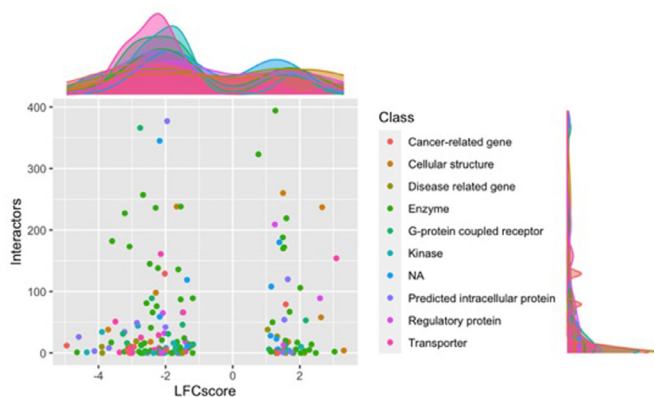 400
300
200
100
0
Interactors
-4 -2 0 2
LFCscore
Class
Cancer-related gene
Cellular structure
Disease related gene
Enzyme
G-protein coupled receptor
Kinase
NA
Predicted intracellular protein
Regulatory protein
Transporter